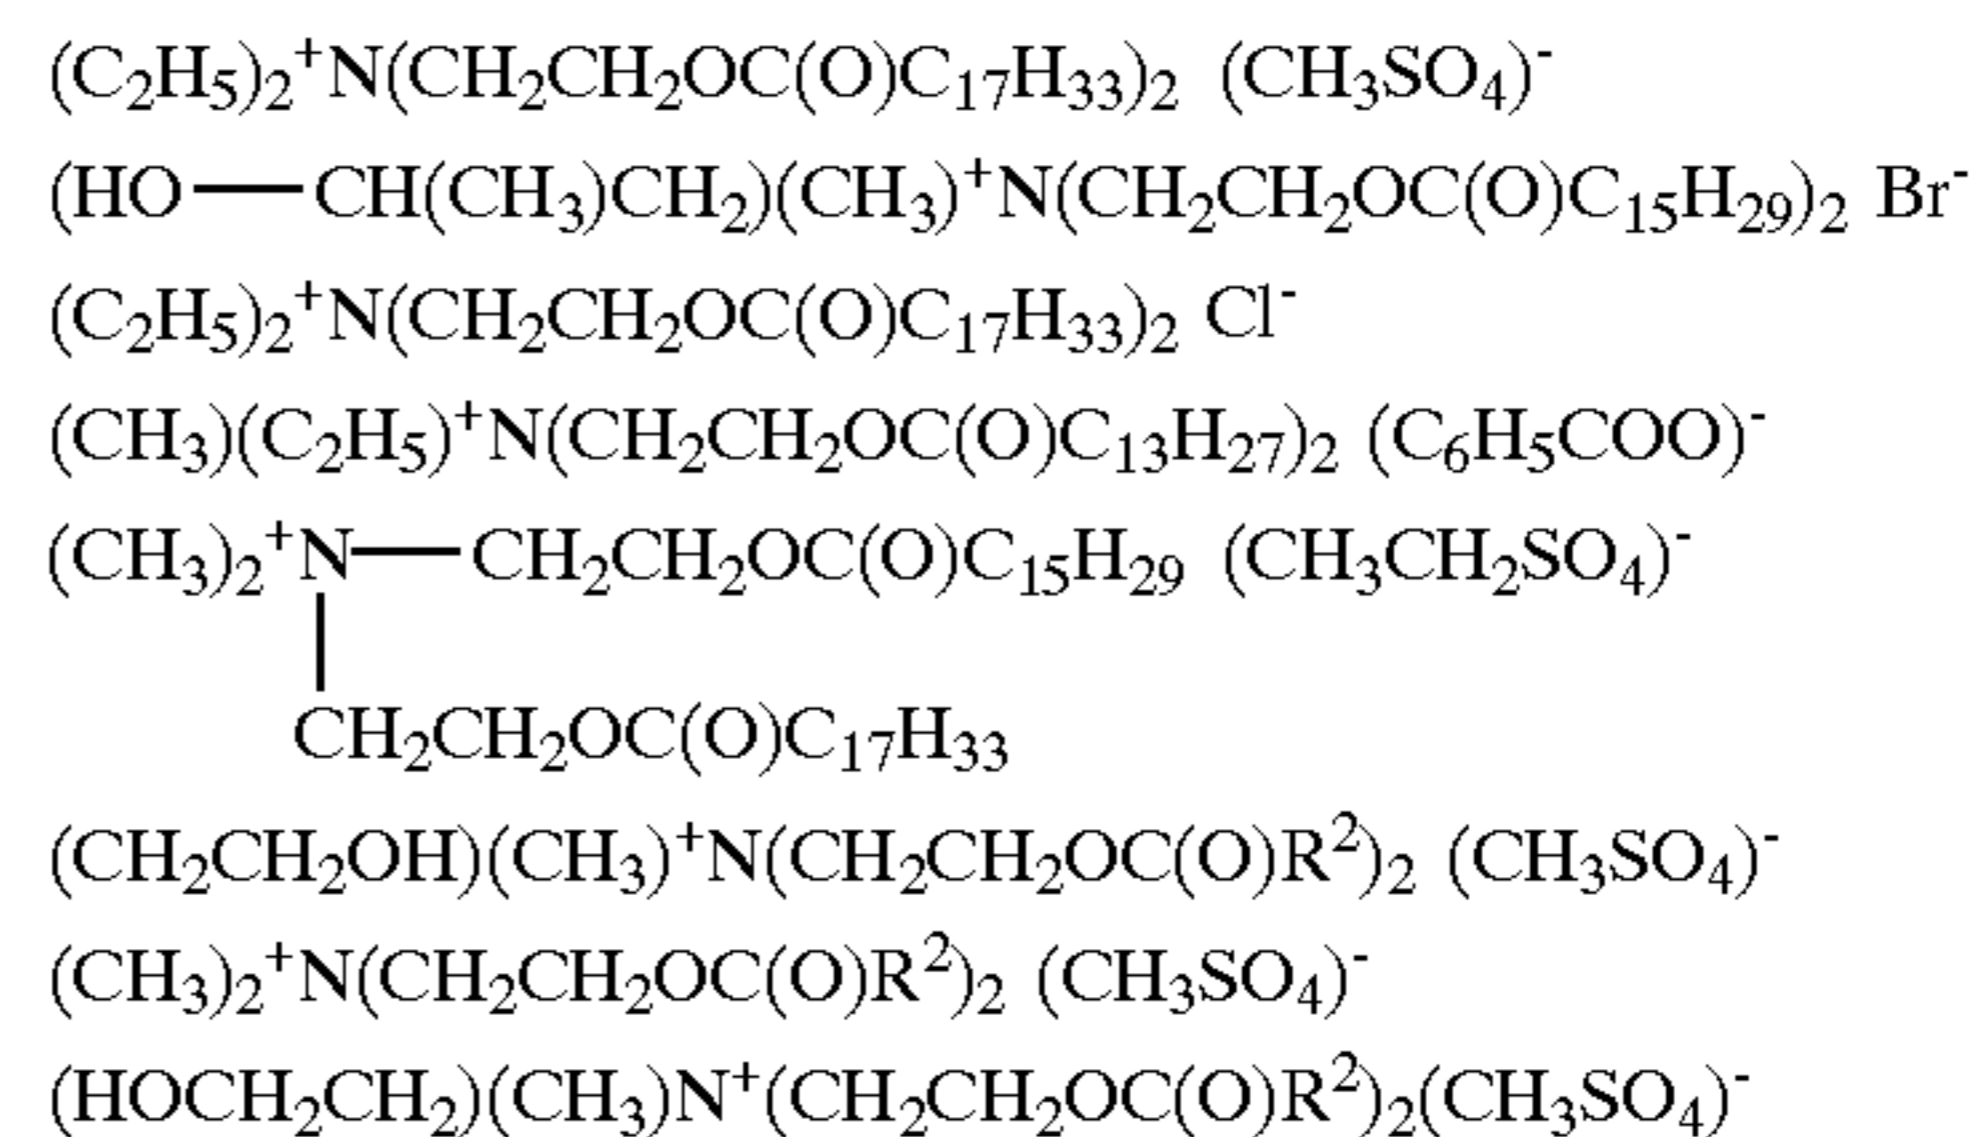 (C₂H₅)₂⁺N(CH₂CH₂OC(O)C₁₇H₃₃)₂ (CH₃SO₄)⁻
(HO—CH(CH₃)CH₂)(CH₃)⁺N(CH₂CH₂OC(O)C₁₅H₂₉)₂ Br⁻
(C₂H₅)₂⁺N(CH₂CH₂OC(O)C₁₇H₃₃)₂ Cl⁻
(CH₃)(C₂H₅)⁺N(CH₂CH₂OC(O)C₁₃H₂₇)₂ (C₆H₅COO)⁻
(CH₃)₂⁺N—CH₂CH₂OC(O)C₁₅H₂₉ (CH₃CH₂SO₄)⁻
CH₂CH₂OC(O)C₁₇H₃₃
(CH₂CH₂OH)(CH₃)⁺N(CH₂CH₂OC(O)R²)₂ (CH₃SO₄)⁻
(CH₃)₂⁺N(CH₂CH₂OC(O)R²)₂ (CH₃SO₄)⁻
(HOCH₂CH₂)(CH₃)N⁺(CH₂CH₂OC(O)R²)₂(CH₃SO₄)⁻